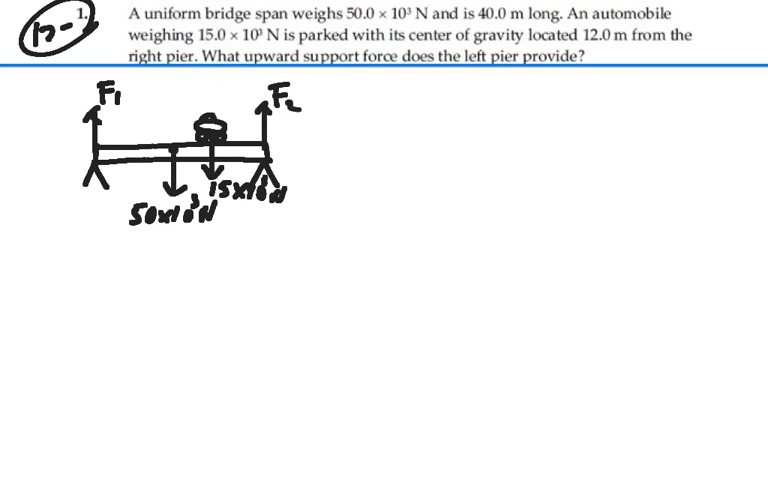 17-1.
A uniform bridge span weighs 50.0 × 10³ N and is 40.0 m long. An automobile
weighing 15.0 × 10³ N is parked with its center of gravity located 12.0 m from the
right pier. What upward support force does the left pier provide?
F₁
F₂
15x10³N
50x10³N